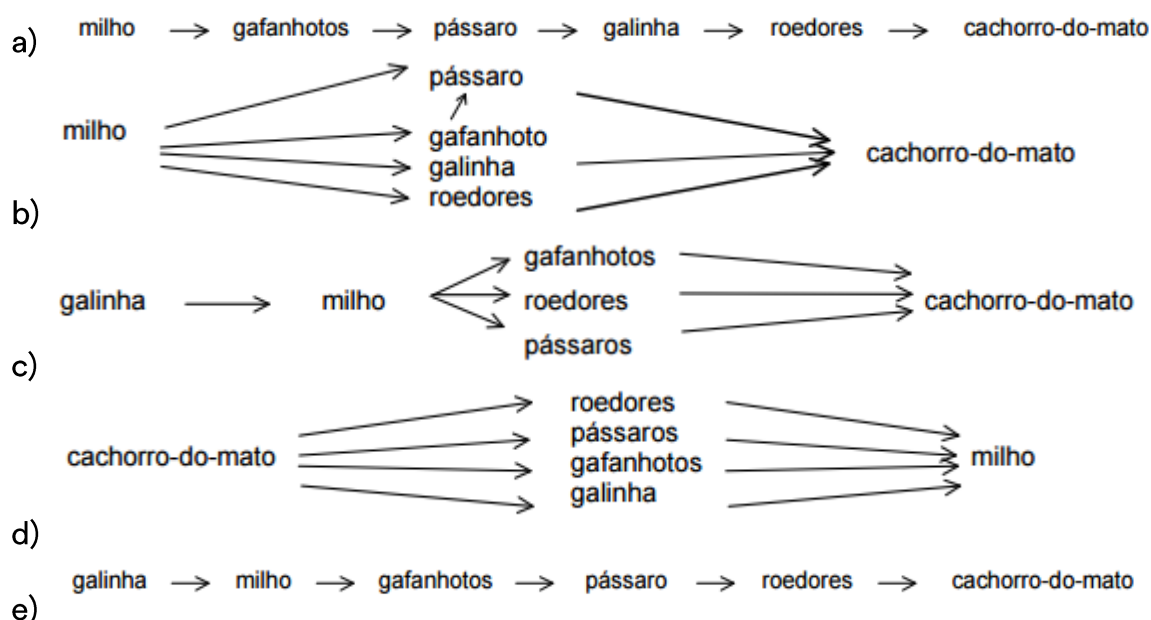 a) milho → gafanhotos → pássaro → galinha → roedores → cachorro-do-mato
pássaro
milho
gafanhoto
galinha
roedores
cachorro-do-mato
b)
gafanhotos
galinha → milho
roedores
cachorro-do-mato
pássaros
c)
roedores
pássaros
cachorro-do-mato
gafanhotos
milho
galinha
d)
galinha → milho → gafanhotos → pássaro → roedores → cachorro-do-mato
e)